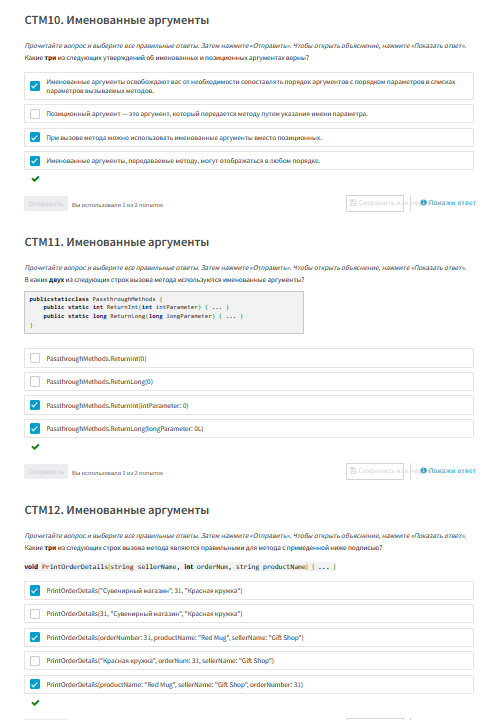 СТМ10. Именованные аргументы
Прочитайте вопрос и выберите все правильные ответы. Затем нажмите «Отправить». Чтобы открыть объяснение, нажмите «Показать ответ».
Какие три из следующих утверждений об именованных и позиционных аргументах верны?
Именованные аргументы освобождают вас от необходимости сопоставлять порядок аргументов с порядком параметров в списках
параметров вызываемых методов.
Позиционный аргумент — это аргумент, который передается методу путем указания имени параметра.
При вызове метода можно использовать именованные аргументы вместо позиционных.
Именованные аргументы, передаваемые методу, могут отображаться в любом порядке.
Отправить
Вы использовали 1 из 2 попыток
Сохранить как
Покажи ответ
СТМ11. Именованные аргументы
Прочитайте вопрос и выберите все правильные ответы. Затем нажмите «Отправить». Чтобы открыть объяснение, нажмите «Показать ответ».
В каких двух из следующих строк вызова метода используются именованные аргументы?
publicstaticclass PassthroughMethods {
public static int ReturnInt(int intParameter) { ... }
public static long ReturnLong(long longParameter) { ... }
}
PassthroughMethods.ReturnInt(0)
PassthroughMethods.ReturnLong(0)
PassthroughMethods.ReturnInt(intParameter: 0)
PassthroughMethods.ReturnLong(longParameter: 0L)
Отправить
Вы использовали 1 из 2 попыток
Сохранить как
Покажи ответ
СТМ12. Именованные аргументы
Прочитайте вопрос и выберите все правильные ответы. Затем нажмите «Отправить». Чтобы открыть объяснение, нажмите «Показать ответ».
Какие три из следующих строк вызова метода являются правильными для метода с приведенной ниже подписью?
void PrintOrderDetails(string sellerName, int orderNum, string productName) { ... }
PrintOrderDetails("Сувенирный магазин", 31, "Красная кружка")
PrintOrderDetails(31, "Сувенирный магазин", "Красная кружка")
PrintOrderDetails(orderNumber: 31, productName: "Red Mug", sellerName: "Gift Shop")
PrintOrderDetails("Красная кружка", orderNum: 31, sellerName: "Gift Shop")
PrintOrderDetails(productName: "Red Mug", sellerName: "Gift Shop", orderNumber: 31)